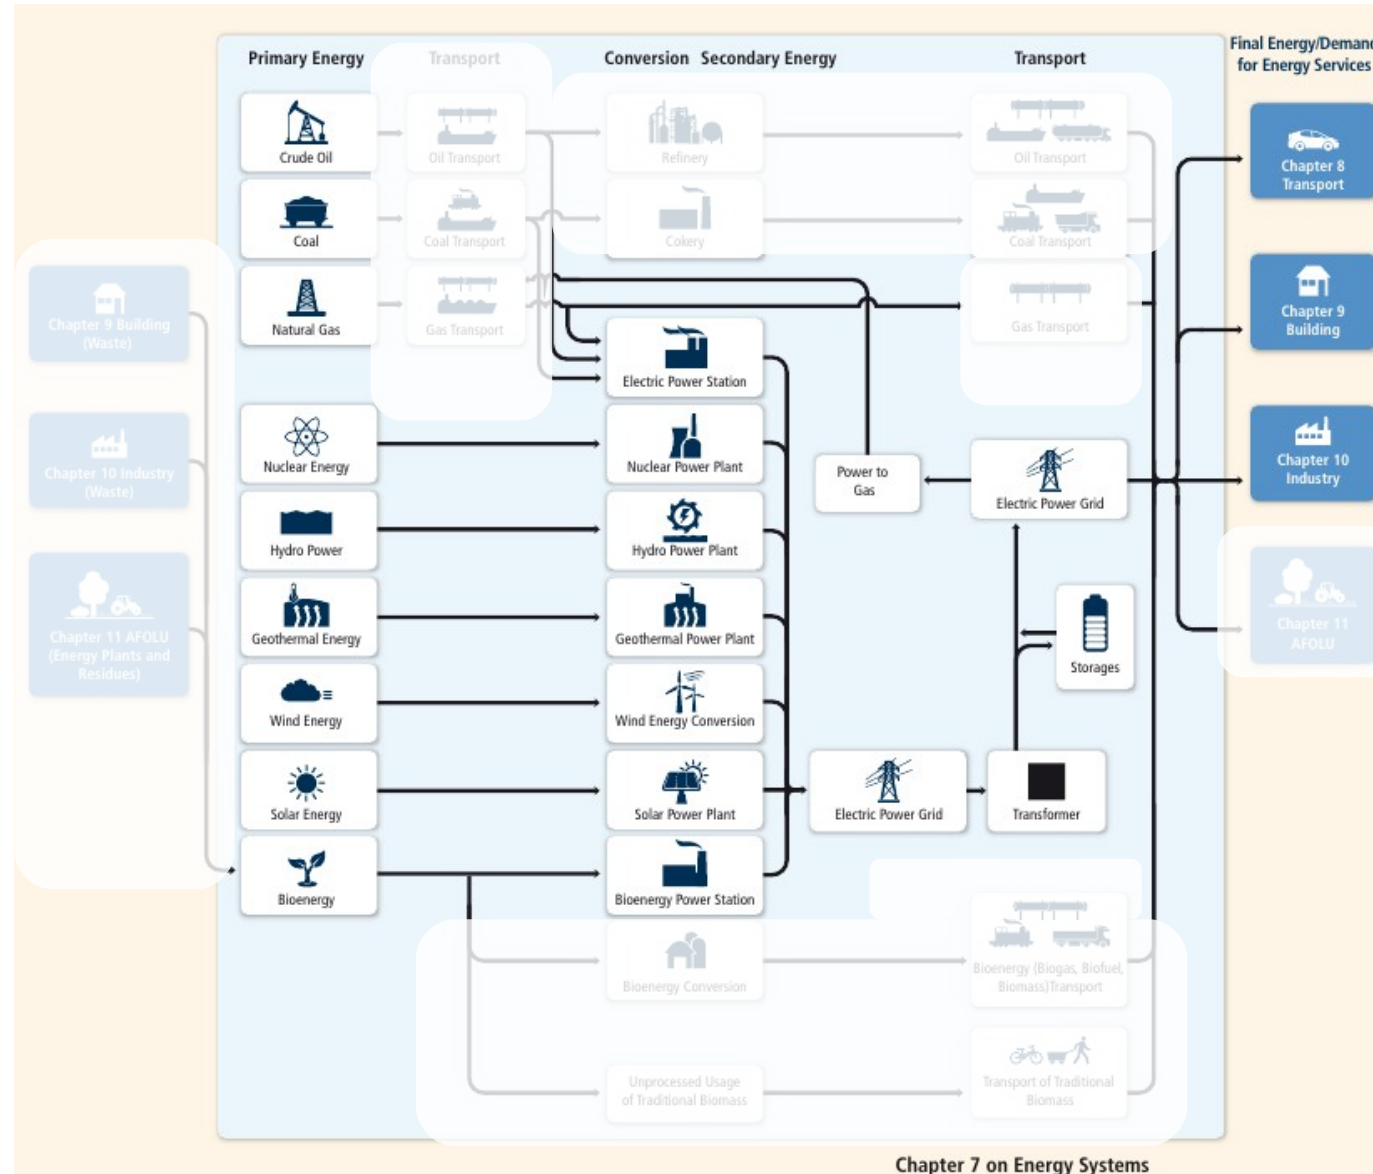 Primary Energy
Transport
Conversion
Secondary Energy
Transport
Final Energy/Deman
for Energy Services
Crude Oil
Oil Transport
Refinery
Oil Transport
Chapter 8
Transport
Coal
Coal Transport
Cokery
Coal Transport
Chapter 9 Building
(Waste)
Natural Gas
Gas Transport
Gas Transport
Chapter 9
Building
Electric Power Station
Chapter 10 Industry
(Waste)
Nuclear Energy
Nuclear Power Plant
Power to
Gas
Electric Power Grid
Chapter 10
Industry
Hydro Power
Hydro Power Plant
Chapter 11 AFOLU
(Energy Plants and
Residues)
Geothermal Energy
Geothermal Power Plant
Storages
Chapter 11
AFOLU
Wind Energy
Wind Energy Conversion
Solar Energy
Solar Power Plant
Electric Power Grid
Transformer
Bioenergy
Bioenergy Power Station
Bioenergy Conversion
Bioenergy (Biogas, Biofuel,
Biomass)Transport
Unprocessed Usage
of Traditional Biomass
Transport of Traditional
Biomass
Chapter 7 on Energy Systems